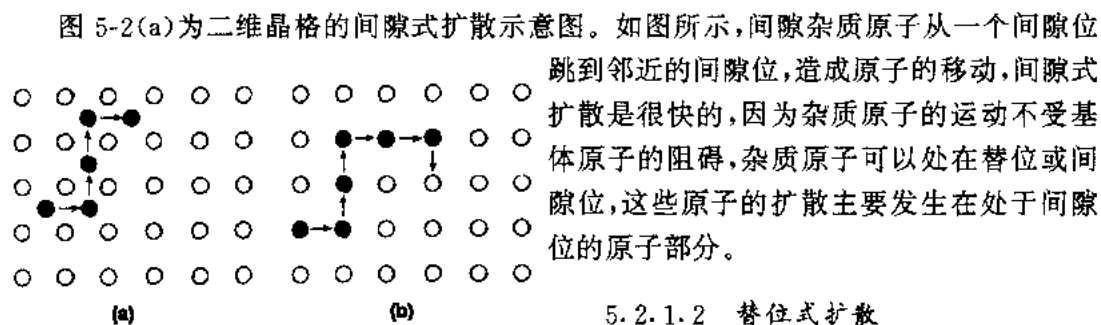 图 5-2(a)为二维晶格的间隙式扩散示意图。如图所示,间隙杂质原子从一个间隙位
跳到邻近的间隙位,造成原子的移动,间隙式
扩散是很快的,因为杂质原子的运动不受基
体原子的阻碍,杂质原子可以处在替位或间
隙位,这些原子的扩散主要发生在处于间隙
位的原子部分。
(a)
(b)
5.2.1.2 替位式扩散